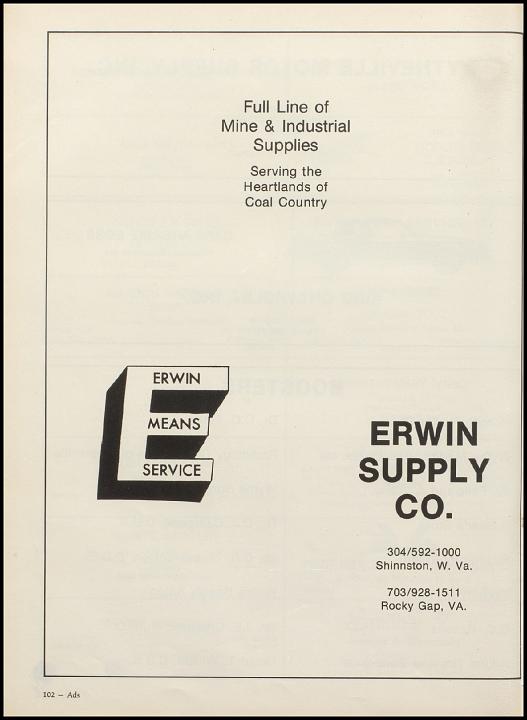 Full Line of
Mine & Industrial
Supplies
Serving the
Heartlands of
Coal Country
ERWIN
MEANS
SERVICE
ERWIN
SUPPLY
CO.
304/592-1000
Shinnston, W. Va.
703/928-1511
Rocky Gap, VA.
102 — Ads